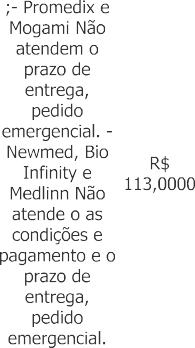 ;- Promedix e
Mogami Não
atendem o
prazo de
entrega,
pedido
emergencial. -
Newmed, Bio
Infinity e
Medlinn Não
atende o as
condições e
pagamento e o
prazo de
entrega,
pedido
emergencial.
R$
113,0000